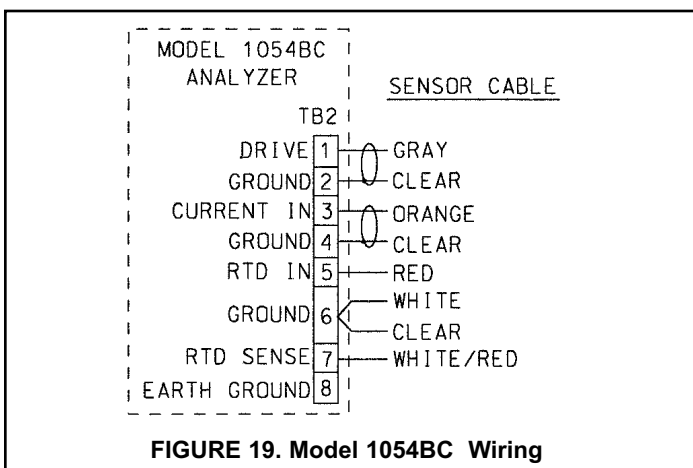 MODEL 1054BC
ANALYZER
SENSOR CABLE
TB2
DRIVE 1 GRAY
GROUND 2 CLEAR
CURRENT IN 3 ORANGE
GROUND 4 CLEAR
RTD IN 5 RED
GROUND 6 WHITE
CLEAR
RTD SENSE 7 WHITE/RED
EARTH GROUND 8
FIGURE 19. Model 1054BC Wiring